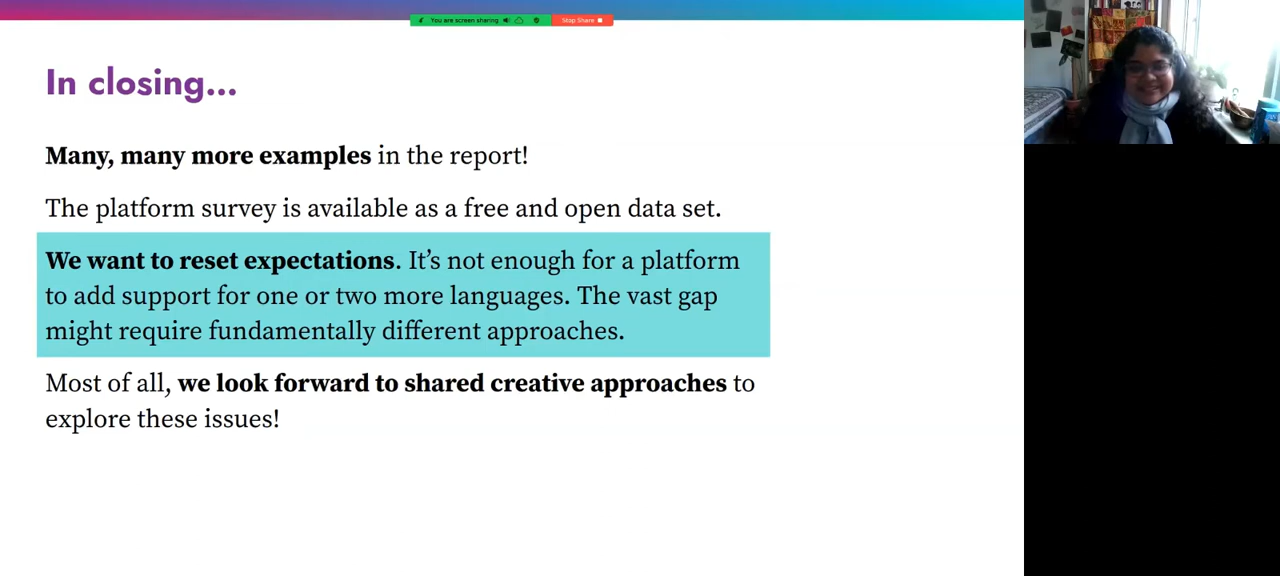 You are screen sharing
Stop Share
In closing...
Many, many more examples in the report!
The platform survey is available as a free and open data set.
We want to reset expectations. It’s not enough for a platform
to add support for one or two more languages. The vast gap
might require fundamentally different approaches.
Most of all, we look forward to shared creative approaches to
explore these issues!